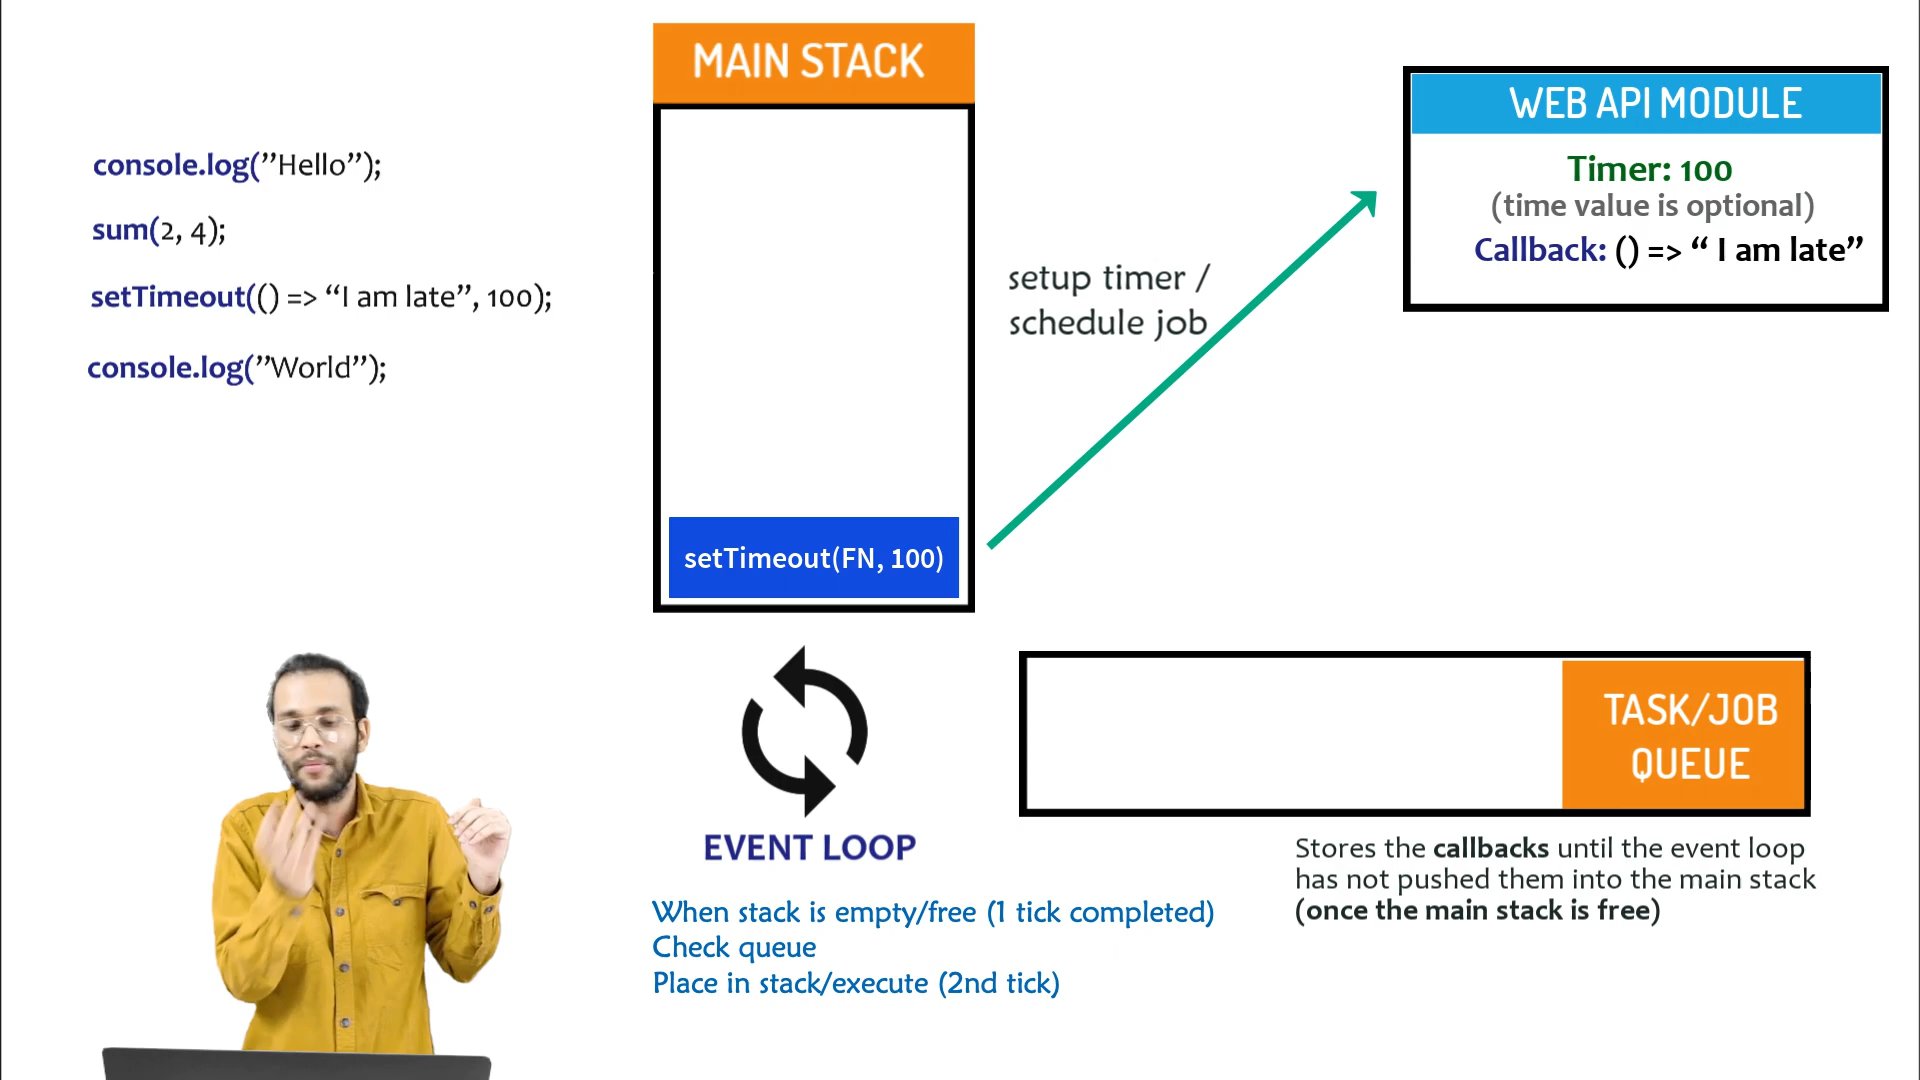 MAIN STACK
WEB API MODULE
Timer: 100
(time value is optional)
Callback: () => “ I am late”
console.log(”Hello”);
sum(2, 4);
setTimeout(() => “I am late”, 100);
console.log(”World”);
setup timer /
schedule job
setTimeout(FN, 100)
TASK/JOB
QUEUE
EVENT LOOP
Stores the callbacks until the event loop
has not pushed them into the main stack
(once the main stack is free)
When stack is empty/free (1 tick completed)
Check queue
Place in stack/execute (2nd tick)